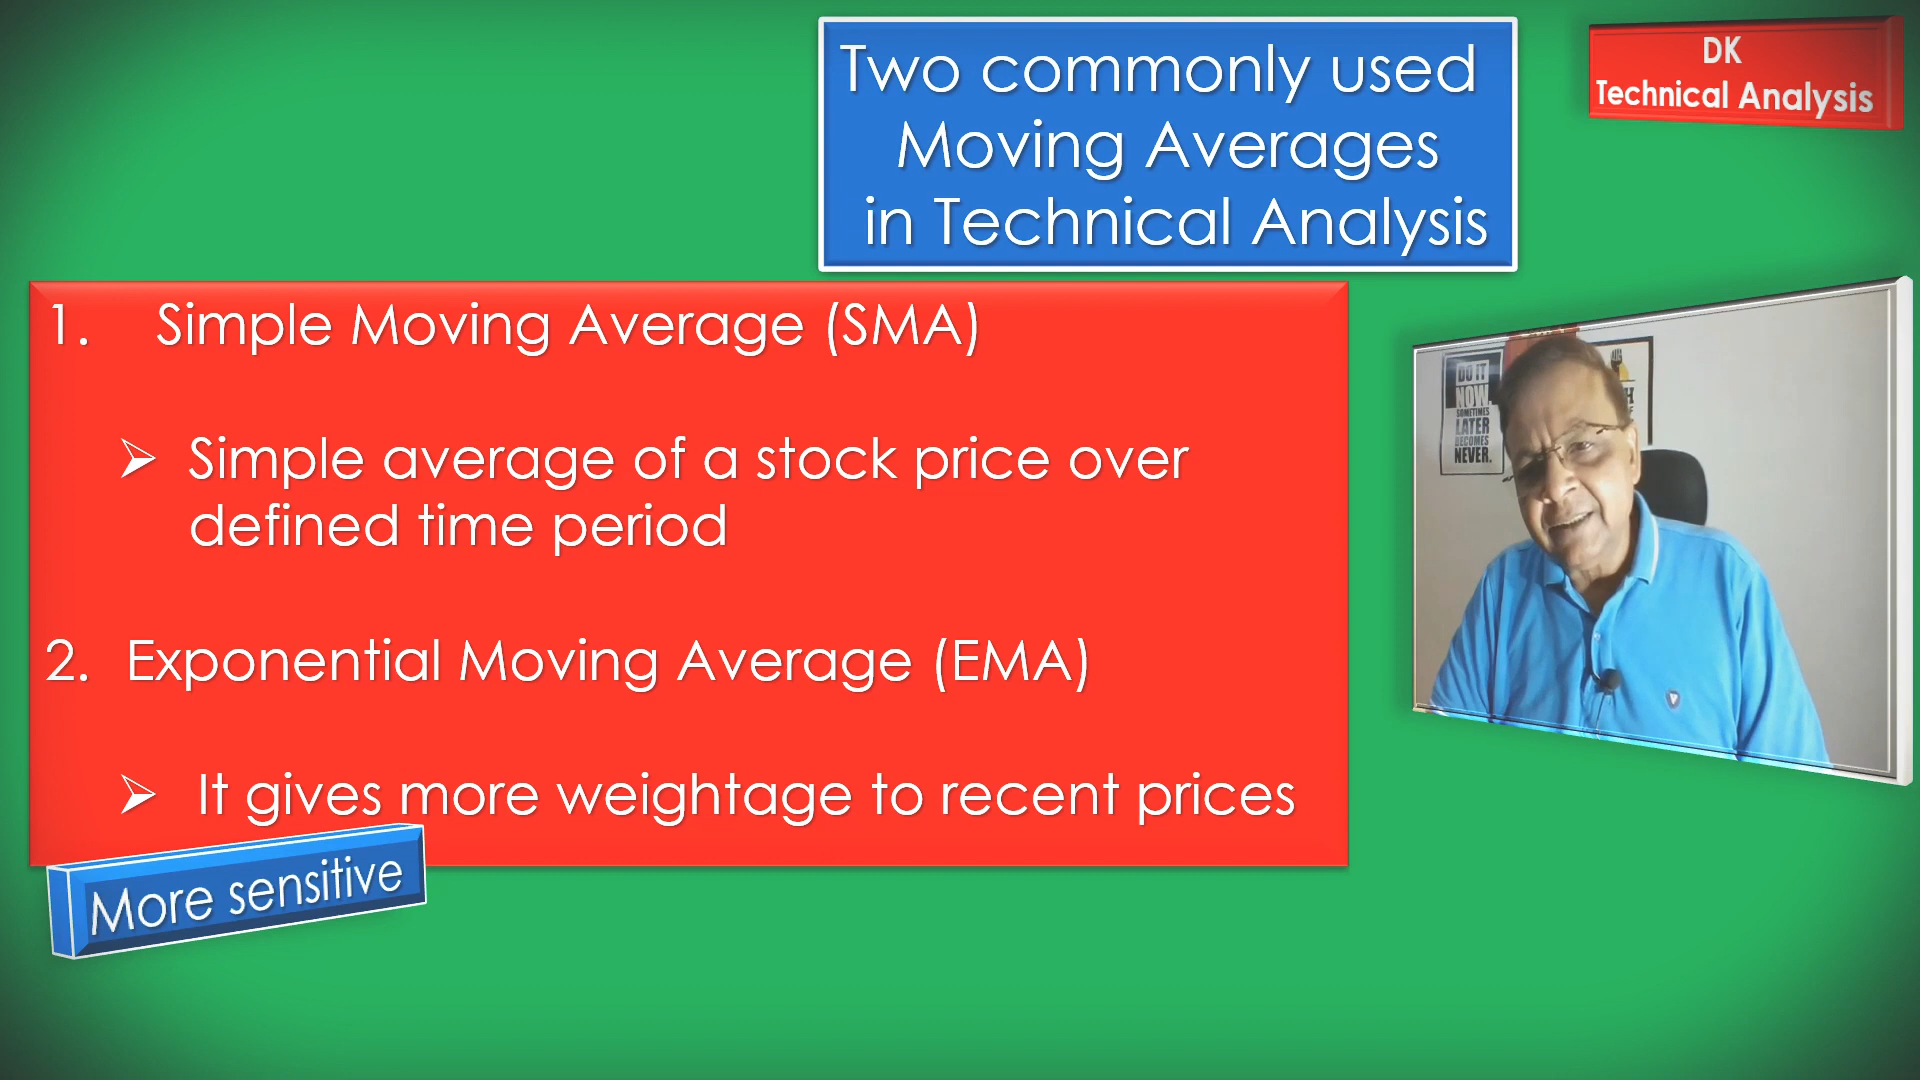 Two commonly used
Moving Averages
in Technical Analysis
DK
Technical Analysis
1. Simple Moving Average (SMA)
➢ Simple average of a stock price over
defined time period
2. Exponential Moving Average (EMA)
➢ It gives more weightage to recent prices
More sensitive
DO IT
NOW.
SOMETIMES
LATER
BECOMES
NEVER.